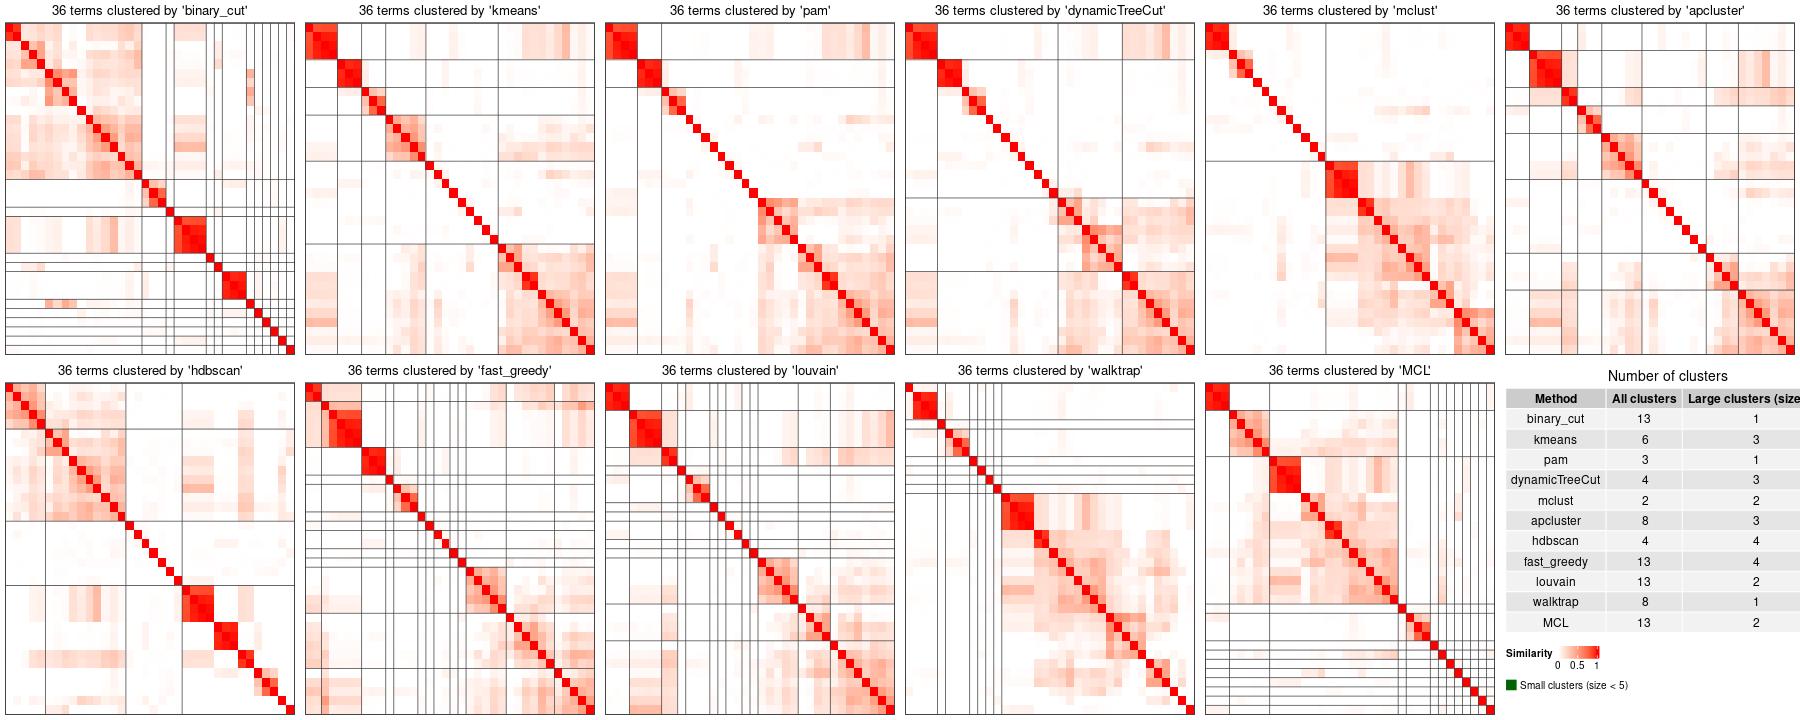 36 terms clustered by 'binary_cut'
36 terms clustered by 'kmeans'
36 terms clustered by 'pam'
36 terms clustered by 'dynamicTreeCut'
36 terms clustered by 'mclust'
36 terms clustered by 'apcluster'
36 terms clustered by 'hdbscan'
36 terms clustered by 'fast_greedy'
36 terms clustered by 'louvain'
36 terms clustered by 'walktrap'
36 terms clustered by 'MCL'
Number of clusters
Method All clusters Large clusters (size
binary_cut 13 1
kmeans 6 3
pam 3 1
dynamicTreeCut 4 3
mclust 2 2
apcluster 8 3
hdbscan 4 4
fast_greedy 13 4
louvain 13 2
walktrap 8 1
MCL 13 2
Similarity
0 0.5 1
Small clusters (size < 5)